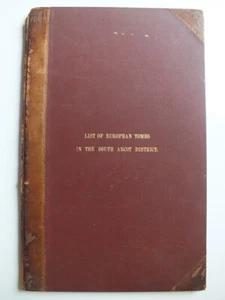 LIST OF EUROPEAN TOMBS
IN THE SOUTH ARCOT DISTRICT.